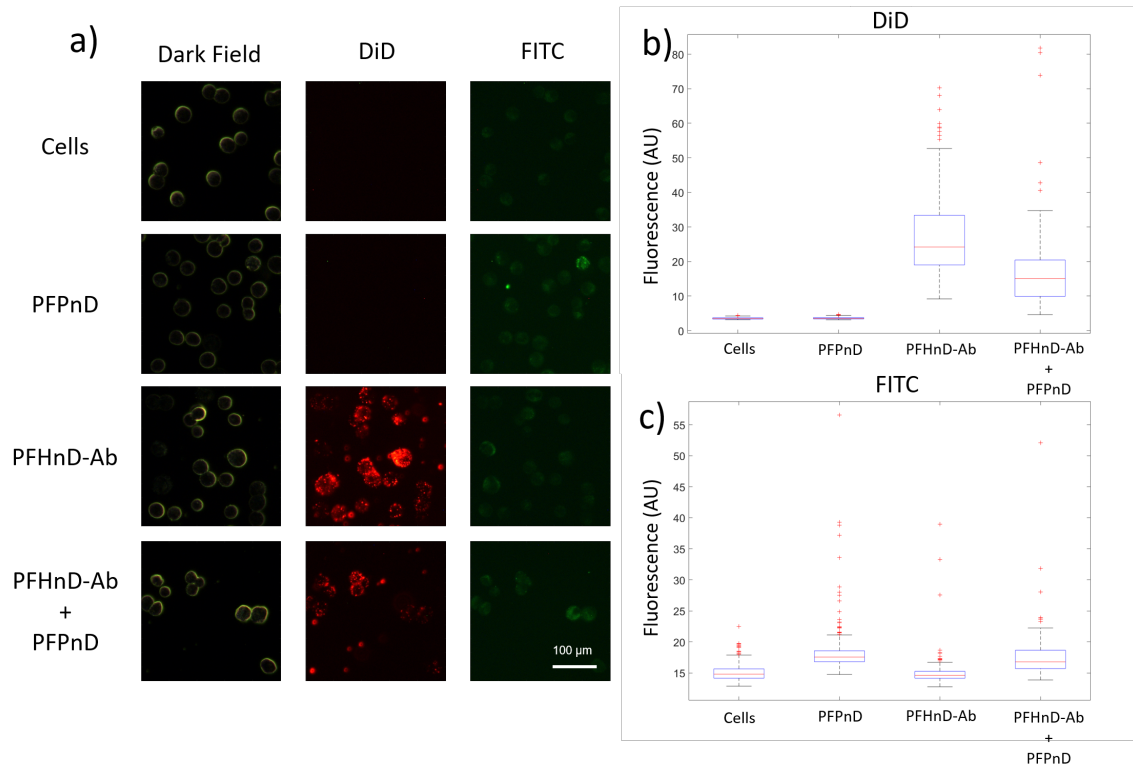 a)
Dark Field
DiD
FITC
Cells
PFPnD
PFHnD-Ab
PFHnD-Ab
+
PFPnD
100 µm
b)
DiD
Fluorescence (AU)
80
70
60
50
40
30
20
10
0
Cells
PFPnD
PFHnD-Ab
PFHnD-Ab
+
PFPnD
c)
FITC
Fluorescence (AU)
55
50
45
40
35
30
25
20
15
Cells
PFPnD
PFHnD-Ab
PFHnD-Ab
+
PFPnD